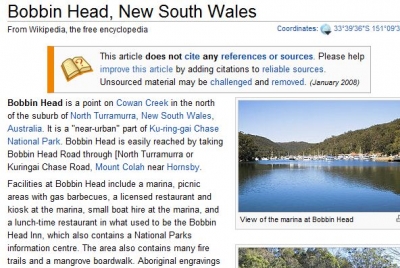 Bobbin Head, New South Wales
From Wikipedia, the free encyclopedia
Coordinates: 33°39′36″S 151°09′3
This article does not cite any references or sources. Please help
improve this article by adding citations to reliable sources.
Unsourced material may be challenged and removed. (January 2008)
Bobbin Head is a point on Cowan Creek in the north
of the suburb of North Turramurra, New South Wales,
Australia. It is a "near-urban" part of Ku-ring-gai Chase
National Park. Bobbin Head is easily reached by taking
Bobbin Head Road through [North Turramurra or
Kuringai Chase Road, Mount Colah near Hornsby.
Facilities at Bobbin Head include a marina, picnic
areas with gas barbecues, a licensed restaurant and
kiosk at the marina, small boat hire at the marina, and
a lunch-time restaurant in what used to be the Bobbin
Head Inn, which also contains a National Parks
information centre. The area also contains many fire
trails and a mangrove boardwalk. Aboriginal engravings
View of the marina at Bobbin Head